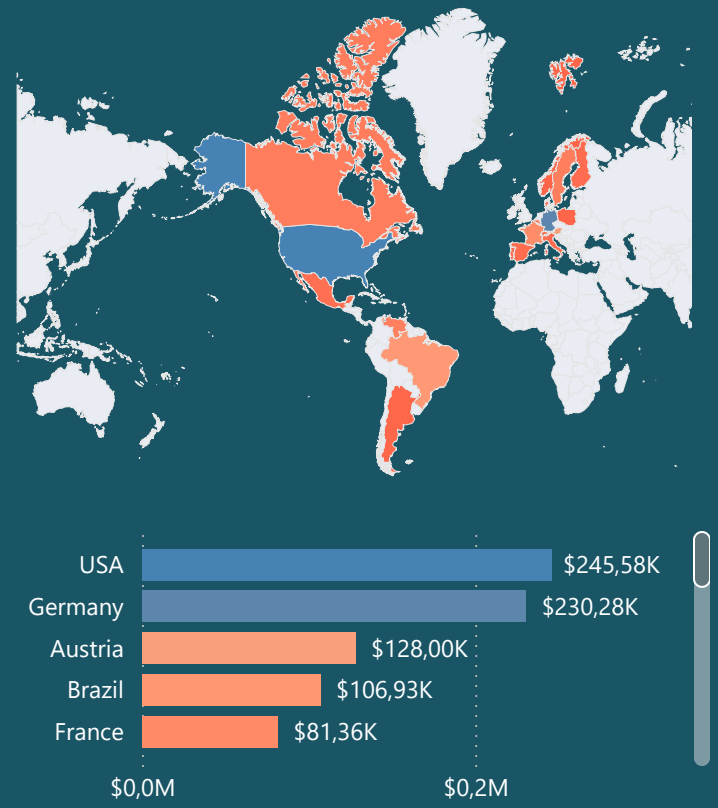 USA $245,58K
Germany $230,28K
Austria $128,00K
Brazil $106,93K
France $81,36K
$0,0M $0,2M